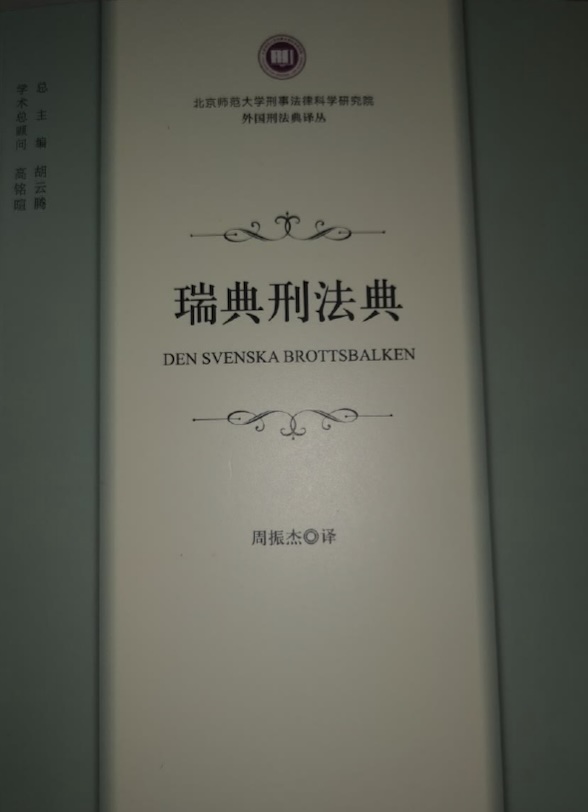 总主编 胡云腾
学术总顾问 高铭暄
北京师范大学刑事法律科学研究院
外国刑法典译丛
瑞典刑法典
DEN SVENSKA BROTTSBALKEN
周振杰◎译